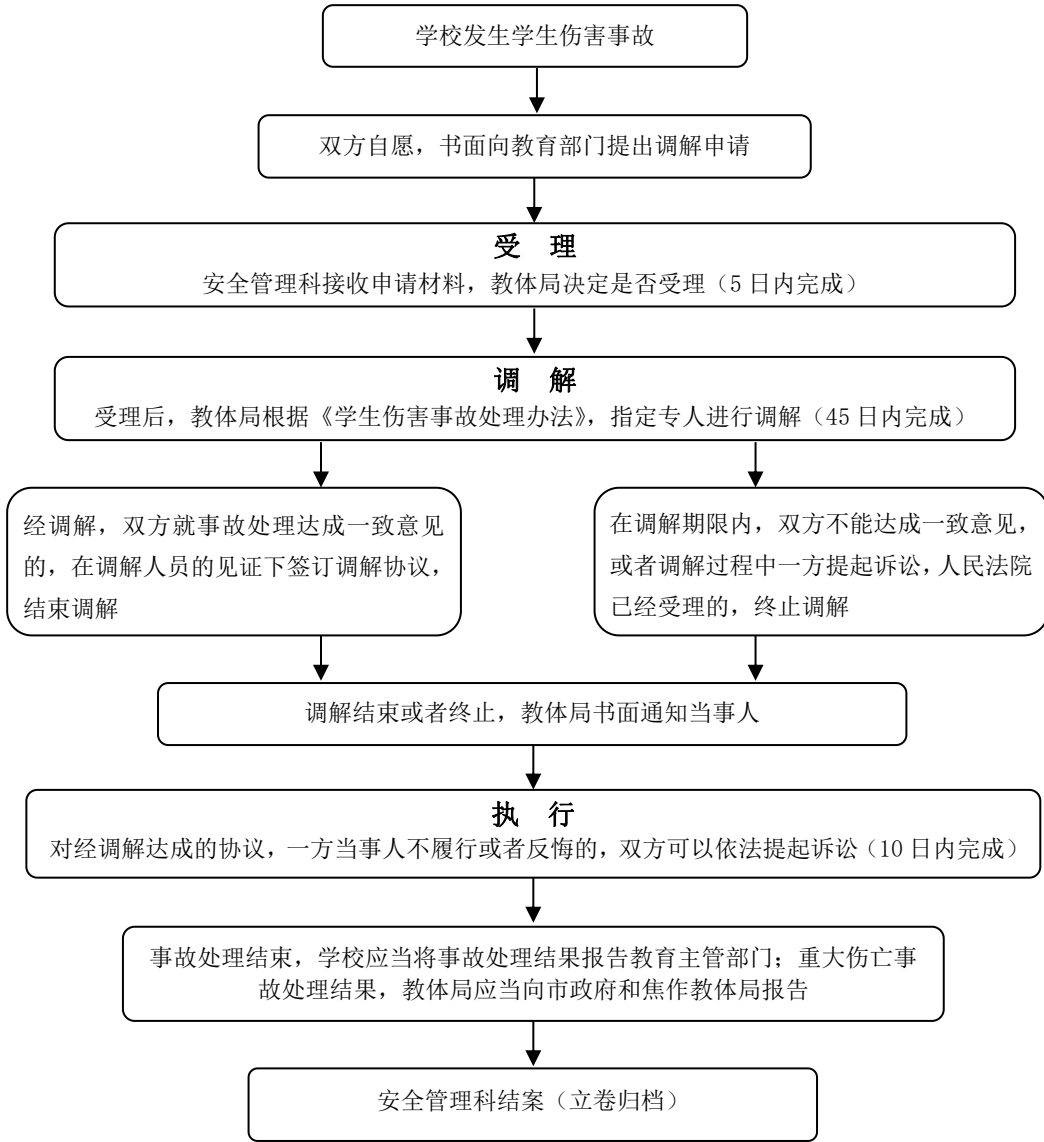 学校发生学生伤害事故
双方自愿，书面向教育部门提出调解申请
受 理
安全管理科接收申请材料，教体局决定是否受理（5 日内完成）
调 解
受理后，教体局根据《学生伤害事故处理办法》，指定专人进行调解（45 日内完成）
经调解，双方就事故处理达成一致意见
的，在调解人员的见证下签订调解协议，
结束调解
在调解期限内，双方不能达成一致意见，
或者调解过程中一方提起诉讼，人民法院
已经受理的，终止调解
调解结束或者终止，教体局书面通知当事人
执 行
对经调解达成的协议，一方当事人不履行或者反悔的，双方可以依法提起诉讼（10 日内完成）
事故处理结束，学校应当将事故处理结果报告教育主管部门；重大伤亡事
故处理结果，教体局应当向市政府和焦作教体局报告
安全管理科结案（立卷归档）